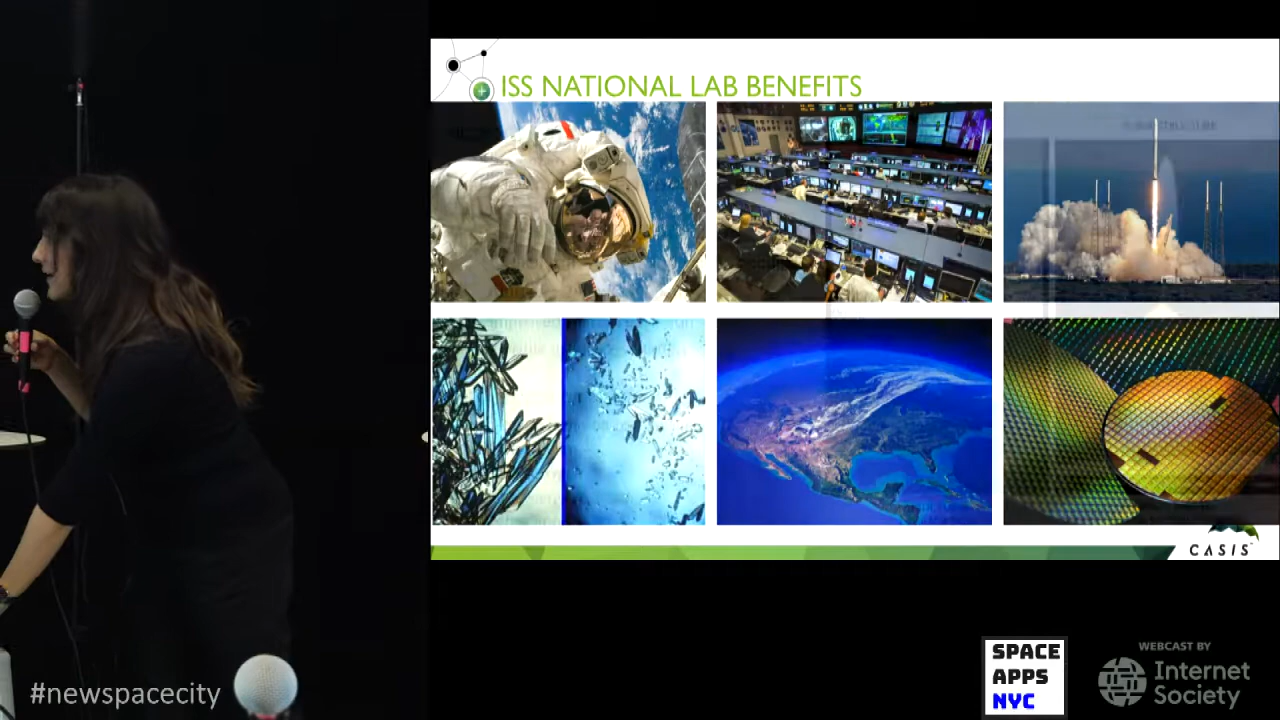 ISS NATIONAL LAB BENEFITS
CASIS
#newspacecity
SPACE
APPS
NYC
WEBCAST BY
Internet
Society